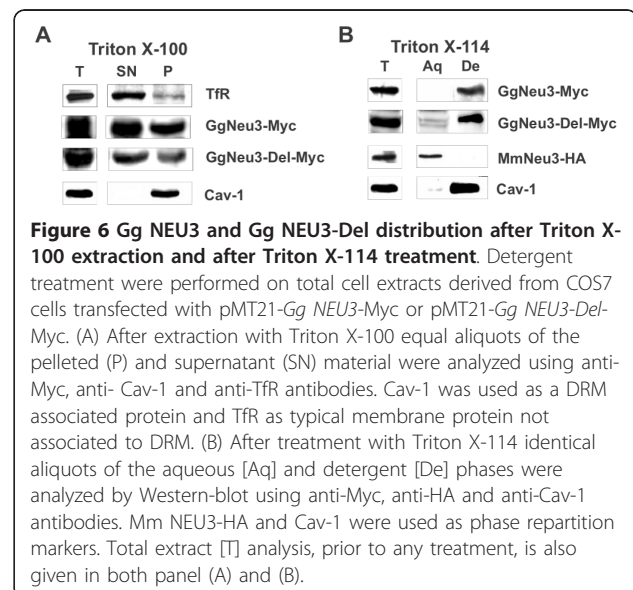 A
B
Triton X-100
Triton X-114
T
SN
P
T
Aq
De
TfR
GgNeu3-Myc
GgNeu3-Del-Myc
Cav-1
GgNeu3-Myc
GgNeu3-Del-Myc
MmNeu3-HA
Cav-1
Figure 6 Gg NEU3 and Gg NEU3-Del distribution after Triton X-
100 extraction and after Triton X-114 treatment. Detergent
treatment were performed on total cell extracts derived from COS7
cells transfected with pMT21-Gg NEU3-Myc or pMT21-Gg NEU3-Del-
Myc. (A) After extraction with Triton X-100 equal aliquots of the
pelleted (P) and supernatant (SN) material were analyzed using anti-
Myc, anti- Cav-1 and anti-TfR antibodies. Cav-1 was used as a DRM
associated protein and TfR as typical membrane protein not
associated to DRM. (B) After treatment with Triton X-114 identical
aliquots of the aqueous [Aq] and detergent [De] phases were
analyzed by Western-blot using anti-Myc, anti-HA and anti-Cav-1
antibodies. Mm NEU3-HA and Cav-1 were used as phase repartition
markers. Total extract [T] analysis, prior to any treatment, is also
given in both panel (A) and (B).